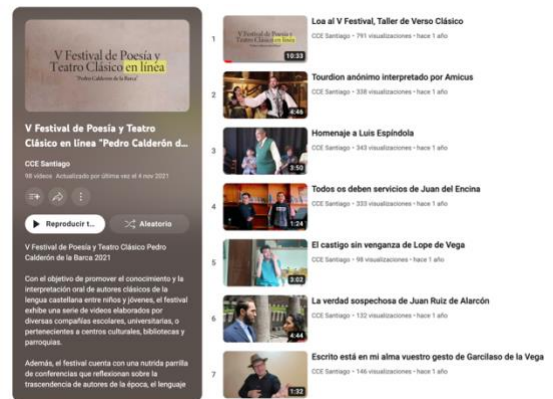 V Festival de Poesía y
Teatro Clásico en línea
"Pedro Calderón de la Barca"
V Festival de Poesía y Teatro
Clásico en línea "Pedro Calderón d...
CCE Santiago
98 videos Actualizado por última vez el 4 nov 2021
Reproducir t...
Aleatorio
V Festival de Poesía y Teatro Clásico Pedro
Calderón de la Barca 2021
Con el objetivo de promover el conocimiento y la
interpretación oral de autores clásicos de la
lengua castellana entre niños y jóvenes, el festival
exhibe una serie de videos elaborados por
diversas compañías escolares, universitarias, o
pertenecientes a centros culturales, bibliotecas y
parroquias.
Además, el festival cuenta con una nutrida parrilla
de conferencias que reflexionan sobre la
trascendencia de autores de la época, el lenguaje
1
V Festival de Poesía y
Teatro Clásico en línea
10:33
Loa al V Festival, Taller de Verso Clásico
CCE Santiago • 791 visualizaciones • hace 1 año
2
4:46
Tourdion anónimo interpretado por Amicus
CCE Santiago • 338 visualizaciones • hace 1 año
3
3:50
Homenaje a Luis Espíndola
CCE Santiago • 343 visualizaciones • hace 1 año
4
1:24
Todos os deben servicios de Juan del Encina
CCE Santiago • 333 visualizaciones • hace 1 año
5
3:02
El castigo sin venganza de Lope de Vega
CCE Santiago • 98 visualizaciones • hace 1 año
6
4:44
La verdad sospechosa de Juan Ruiz de Alarcón
CCE Santiago • 132 visualizaciones • hace 1 año
7
1:32
Escrito está en mi alma vuestro gesto de Garcilaso de la Vega
CCE Santiago • 146 visualizaciones • hace 1 año